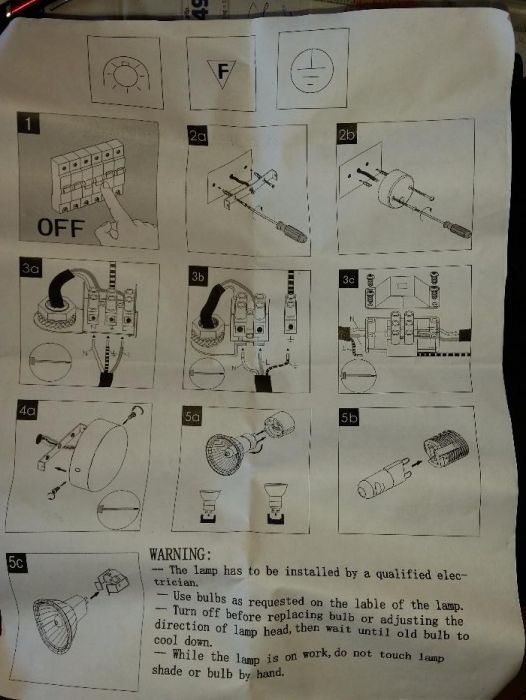 49
F
1
2a
2b
OFF
3a
3b
3c
N
L
N
L
N
L
4a
5a
5b
5c
WARNING:
— The lamp has to be installed by a qualified elec-
trician.
— Use bulbs as requested on the lable of the lamp.
— Turn off before replacing bulb or adjusting the
direction of lamp head, then wait until old bulb to
cool down.
— While the lamp is on work, do not touch lamp
shade or bulb by hand.